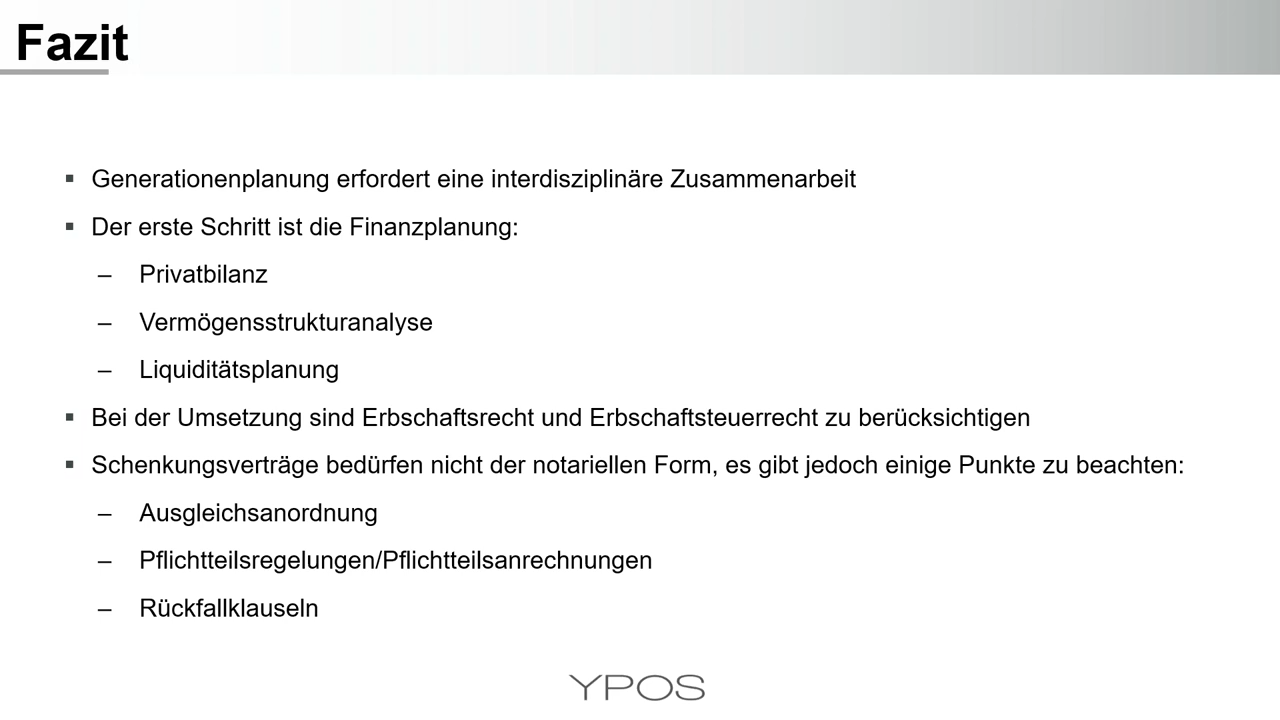 Fazit
▪ Generationenplanung erfordert eine interdisziplinäre Zusammenarbeit
▪ Der erste Schritt ist die Finanzplanung:
– Privatbilanz
– Vermögensstrukturanalyse
– Liquiditätsplanung
▪ Bei der Umsetzung sind Erbschaftsrecht und Erbschaftsteuerrecht zu berücksichtigen
▪ Schenkungsverträge bedürfen nicht der notariellen Form, es gibt jedoch einige Punkte zu beachten:
– Ausgleichsanordnung
– Pflichtteilsregelungen/Pflichtteilsanrechnungen
– Rückfallklauseln
YPOS